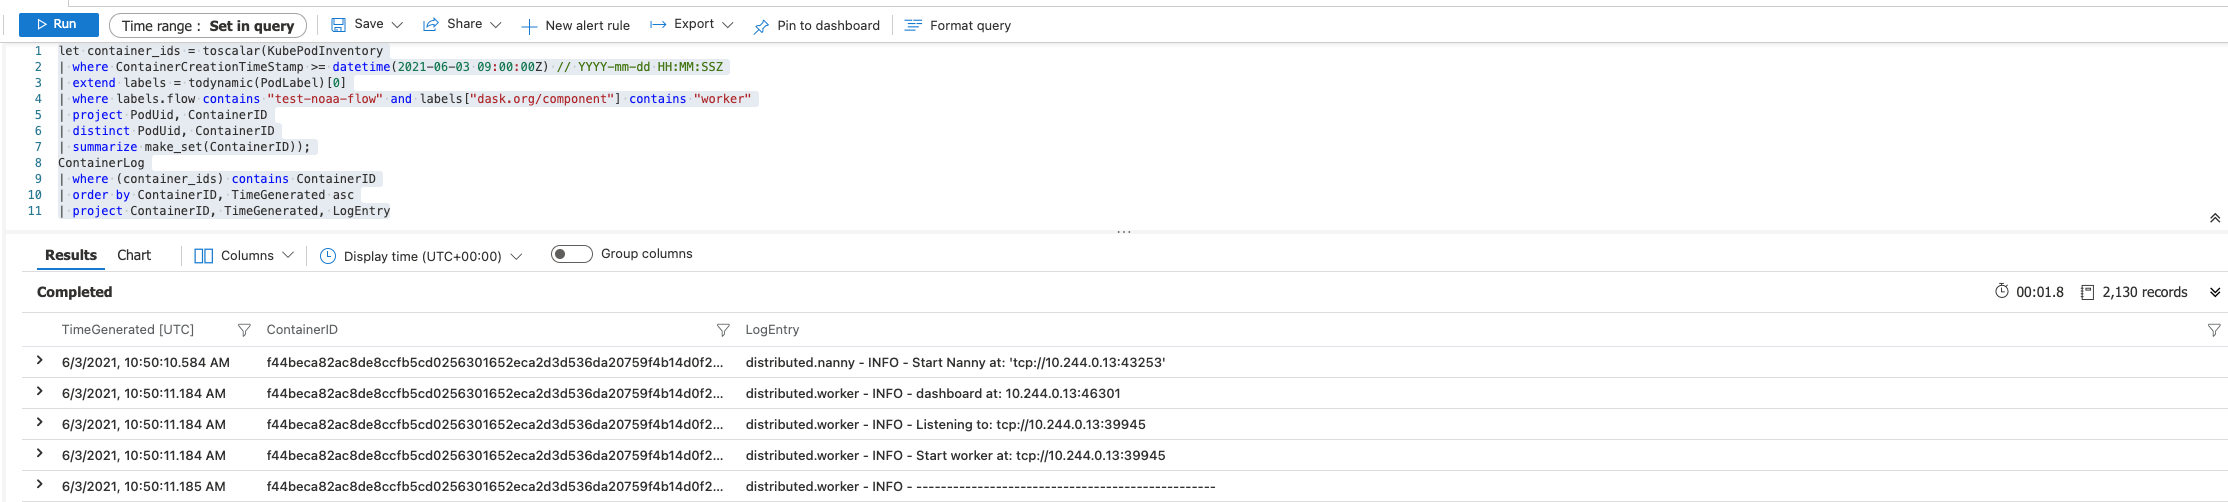 Run Time range : Set in query Save Share New alert rule Export Pin to dashboard Format query
1 let container_ids = toscalar(KubePodInventory
2 | where ContainerCreationTimeStamp >= datetime(2021-06-03 09:00:00Z) // YYYY-mm-dd HH:MM:SSZ
3 | extend labels = todynamic(PodLabel)[0]
4 | where labels.flow contains "test-noaa-flow" and labels["dask.org/component"] contains "worker"
5 | project PodUid, ContainerID
6 | distinct PodUid, ContainerID
7 | summarize make_set(ContainerID));
8 ContainerLog
9 | where (container_ids) contains ContainerID
10 | order by ContainerID, TimeGenerated asc
11 | project ContainerID, TimeGenerated, LogEntry
...
Results Chart Columns Display time (UTC+00:00) Group columns
Completed 00:01.8 2,130 records
TimeGenerated [UTC] ContainerID LogEntry
6/3/2021, 10:50:10.584 AM f44beca82ac8de8ccfb5cd0256301652eca2d3d536da20759f4b14d0f2... distributed.nanny - INFO - Start Nanny at: 'tcp://10.244.0.13:43253'
6/3/2021, 10:50:11.184 AM f44beca82ac8de8ccfb5cd0256301652eca2d3d536da20759f4b14d0f2... distributed.worker - INFO - dashboard at: 10.244.0.13:46301
6/3/2021, 10:50:11.184 AM f44beca82ac8de8ccfb5cd0256301652eca2d3d536da20759f4b14d0f2... distributed.worker - INFO - Listening to: tcp://10.244.0.13:39945
6/3/2021, 10:50:11.184 AM f44beca82ac8de8ccfb5cd0256301652eca2d3d536da20759f4b14d0f2... distributed.worker - INFO - Start worker at: tcp://10.244.0.13:39945
6/3/2021, 10:50:11.185 AM f44beca82ac8de8ccfb5cd0256301652eca2d3d536da20759f4b14d0f2... distributed.worker - INFO - -------------------------------------------------